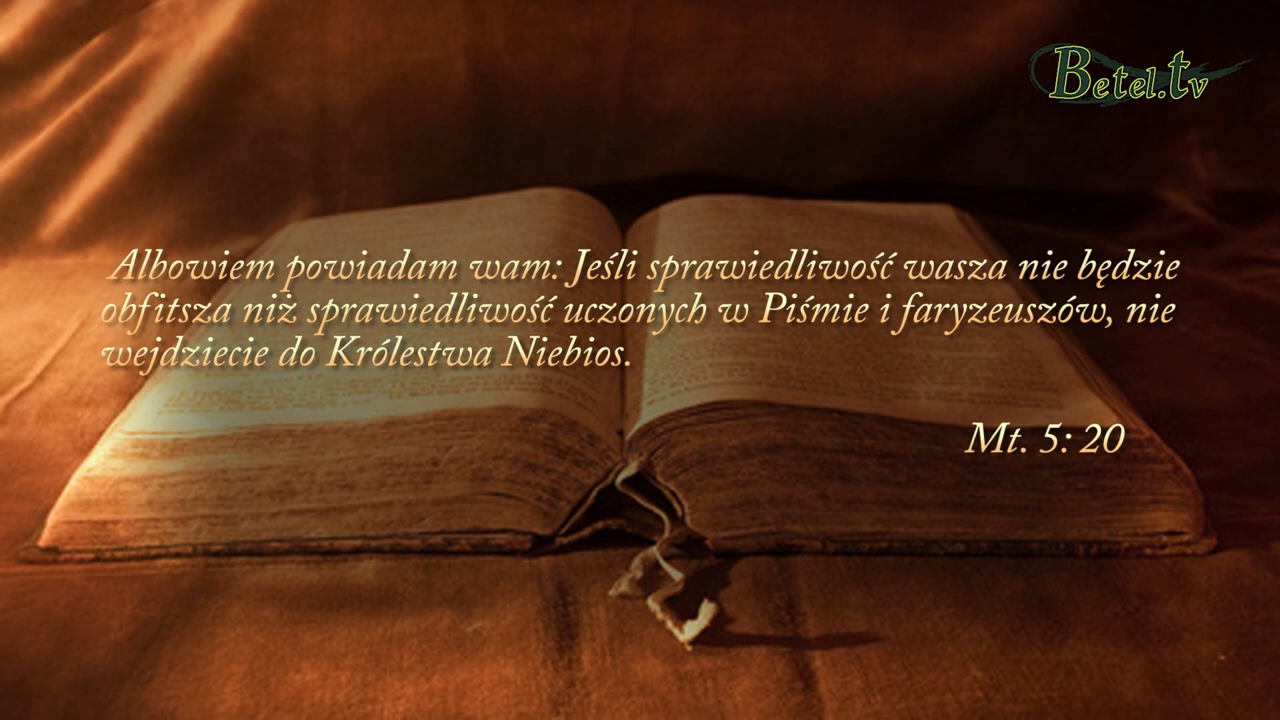 Betel.tv
Albowiem powiadam wam: Jeśli sprawiedliwość wasza nie będzie
obfitsza niż sprawiedliwość uczonych w Piśmie i faryzeuszów, nie
wejdziecie do Królestwa Niebios.
Mt. 5: 20